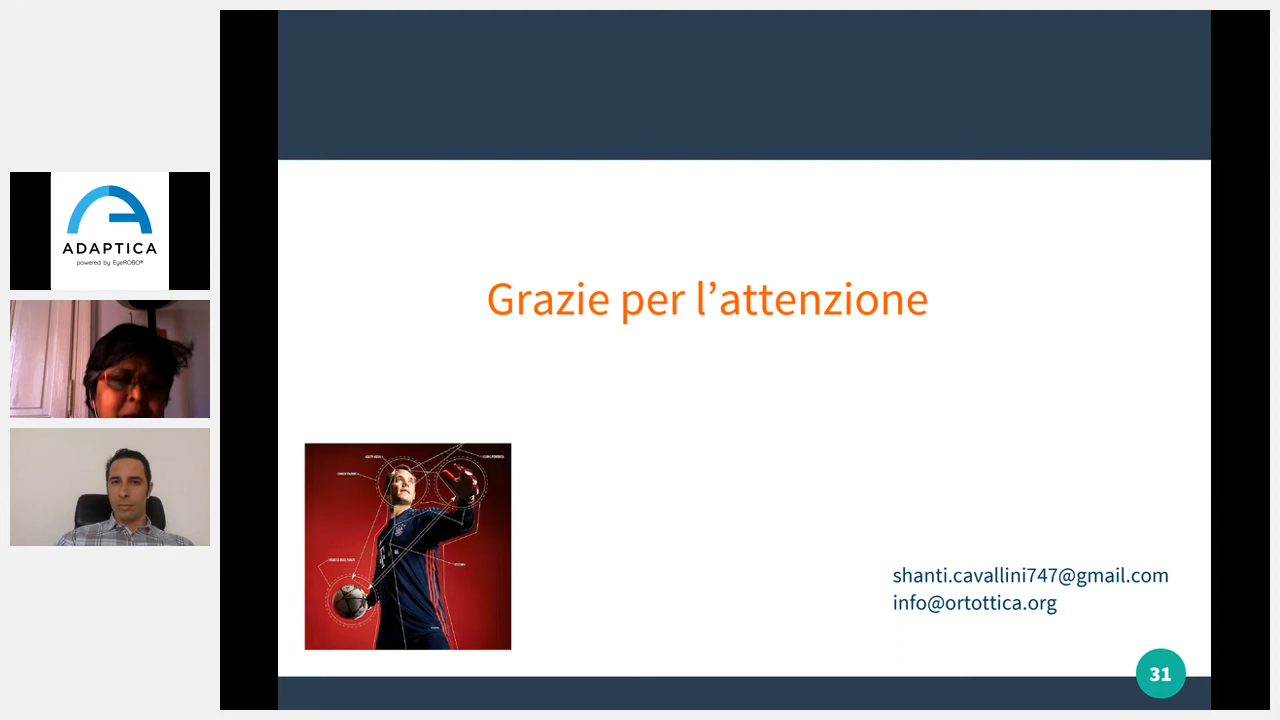 ADAPTICA
powered by EyeROBO®
Grazie per l’attenzione
shanti.cavallini747@gmail.com
info@ortottica.org
31